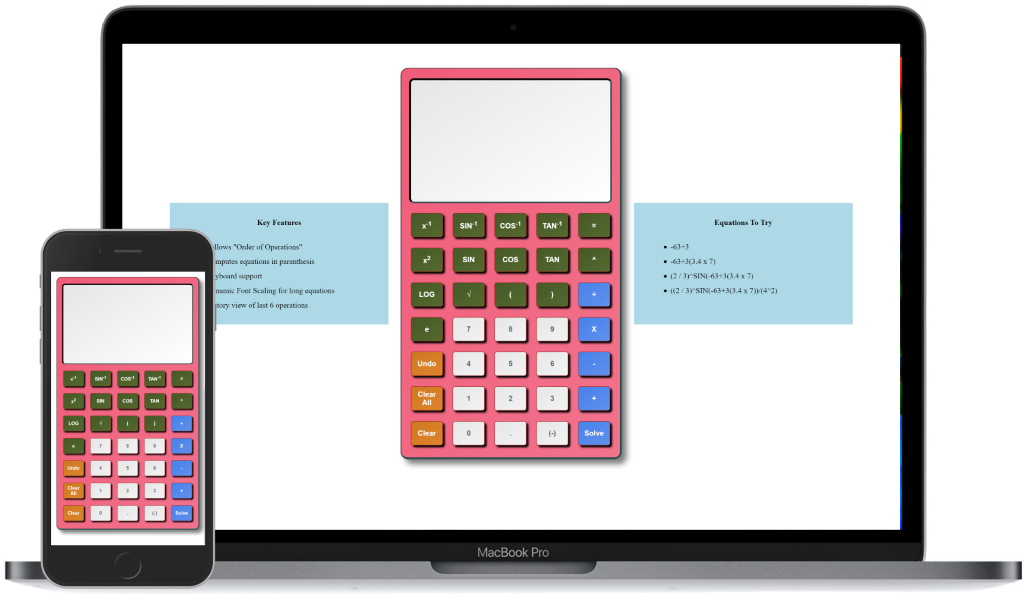 Key Features
llows "Order of Operations"
mputes equations in parenthesis
yboard support
namic Font Scaling for long equations
tory view of last 6 operations
x-1 SIN-1 COS-1 TAN-1 π
x2 SIN COS TAN ^
LOG √ ( ) ÷
e 7 8 9 X
Undo 4 5 6 -
Clear All 1 2 3 +
Clear 0 . (-) Solve
Equations To Try
-63+3
-63+3(3.4 x 7)
(2 / 3)^SIN(-63+3(3.4 x 7)
((2 / 3)^SIN(-63+3(3.4 x 7))/(4^2)
x-1 SIN-1 COS-1 TAN-1 π
x2 SIN COS TAN ^
LOG √ ( ) ÷
e 7 8 9 X
Undo 4 5 6 -
Clear All 1 2 3 +
Clear 0 . (-) Solve
MacBook Pro